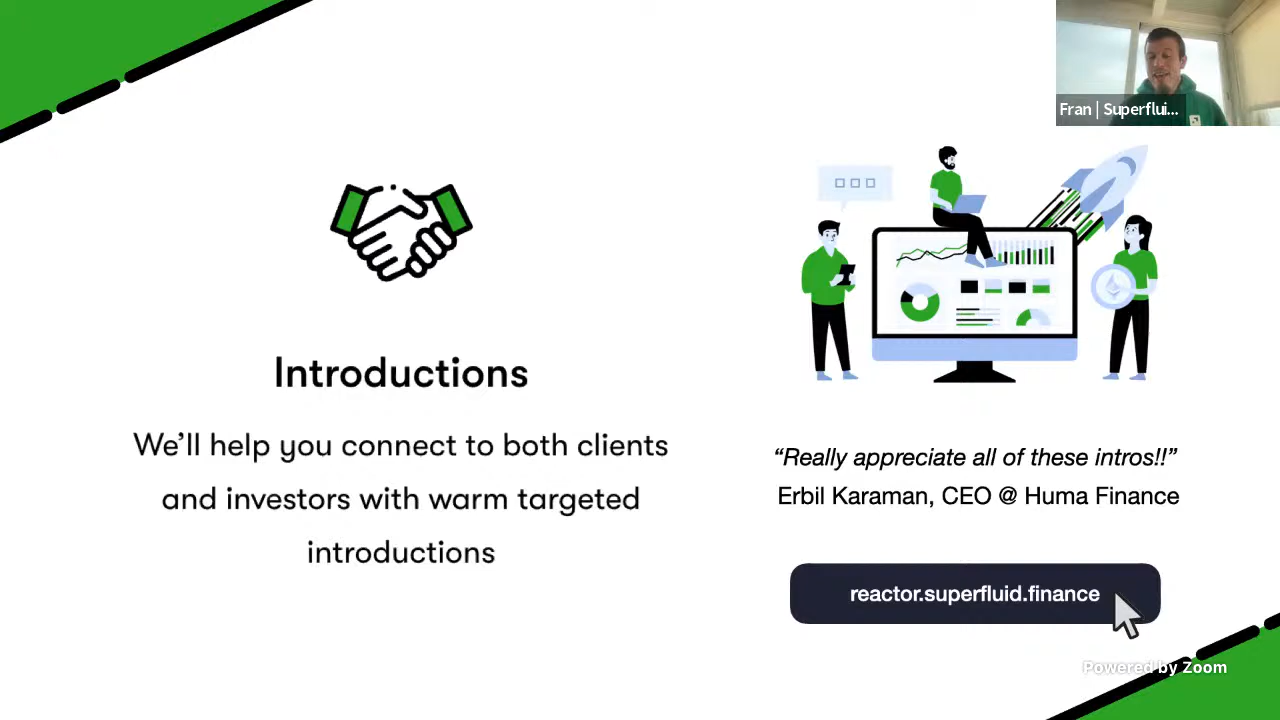 Fran | Superflui...
Introductions
We’ll help you connect to both clients
and investors with warm targeted
introductions
“Really appreciate all of these intros!!”
Erbil Karaman, CEO @ Huma Finance
reactor.superfluid.finance
Powered by Zoom